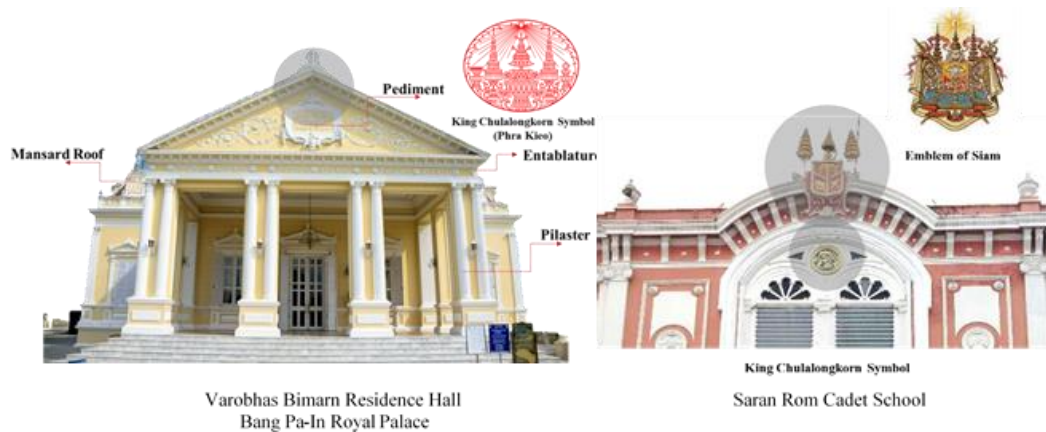 Pediment
King Chulalongkorn Symbol
(Phra Kieo)
Mansard Roof
Entablature
Emblem of Siam
Pilaster
King Chulalongkorn Symbol
Varobhas Bimarn Residence Hall
Bang Pa-In Royal Palace
Saran Rom Cadet School